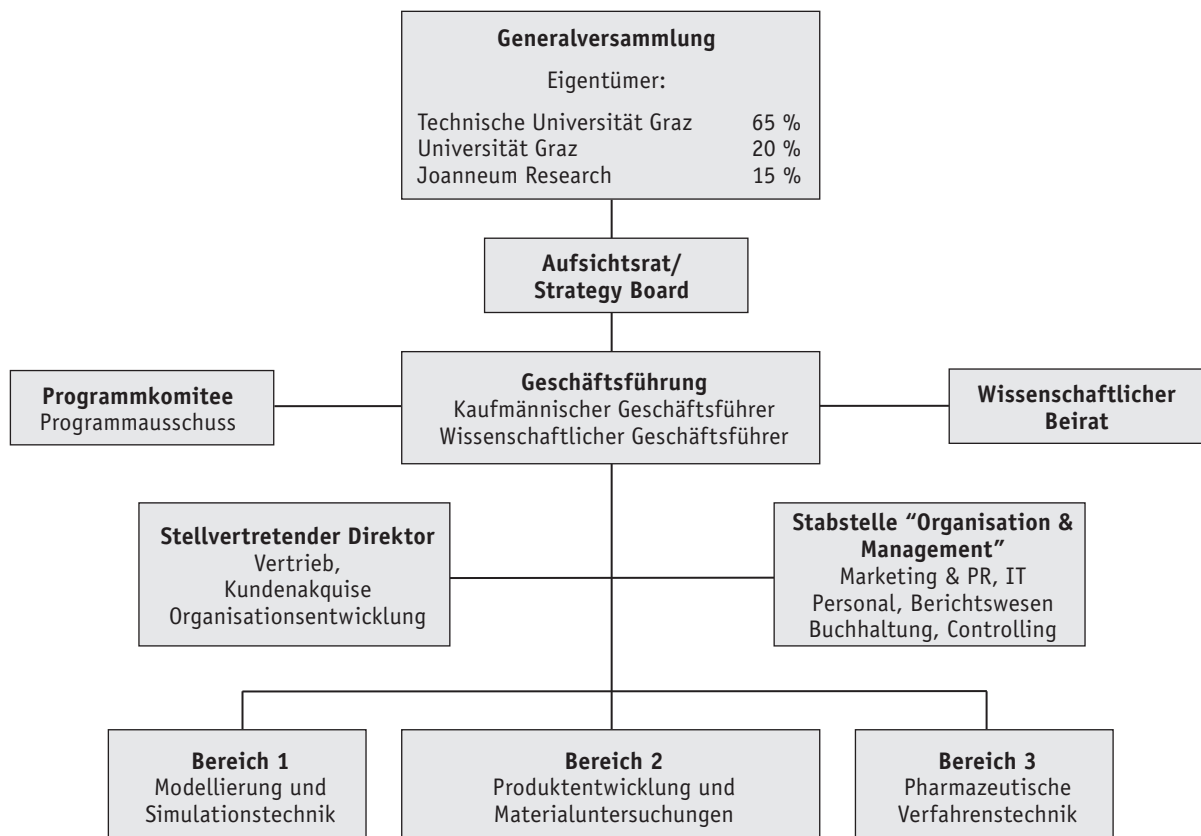 Generalversammlung
Eigentümer:
Technische Universität Graz 65 %
Universität Graz 20 %
Joanneum Research 15 %
Aufsichtsrat/
Strategy Board
Programmkomitee
Programmausschuss
Geschäftsführung
Kaufmännischer Geschäftsführer
Wissenschaftlicher Geschäftsführer
Wissenschaftlicher
Beirat
Stellvertretender Direktor
Vertrieb,
Kundenakquise
Organisationsentwicklung
Stabstelle “Organisation &
Management”
Marketing & PR, IT
Personal, Berichtswesen
Buchhaltung, Controlling
Bereich 1
Modellierung und
Simulationstechnik
Bereich 2
Produktentwicklung und
Materialuntersuchungen
Bereich 3
Pharmazeutische
Verfahrenstechnik